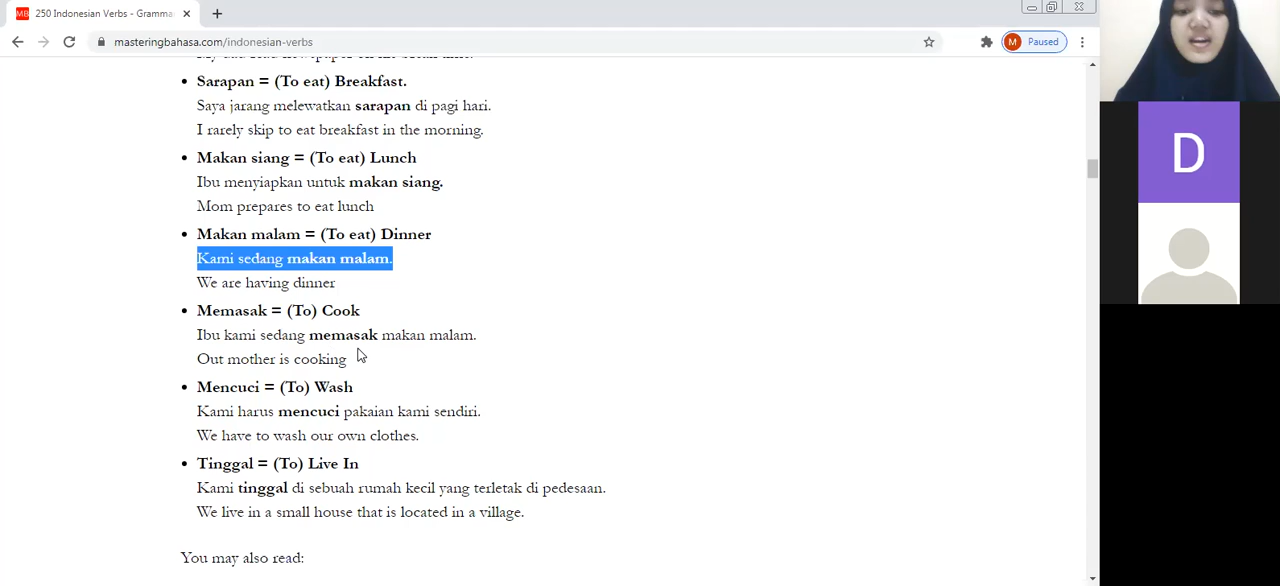 250 Indonesian Verbs - Gramma
masteringbahasa.com/indonesian-verbs
M Paused
Sarapan = (To eat) Breakfast.
Saya jarang melewatkan sarapan di pagi hari.
I rarely skip to eat breakfast in the morning.
Makan siang = (To eat) Lunch
Ibu menyiapkan untuk makan siang.
Mom prepares to eat lunch
Makan malam = (To eat) Dinner
Kami sedang makan malam.
We are having dinner
Memasak = (To) Cook
Ibu kami sedang memasak makan malam.
Out mother is cooking
Mencuci = (To) Wash
Kami harus mencuci pakaian kami sendiri.
We have to wash our own clothes.
Tinggal = (To) Live In
Kami tinggal di sebuah rumah kecil yang terletak di pedesaan.
We live in a small house that is located in a village.
You may also read:
D